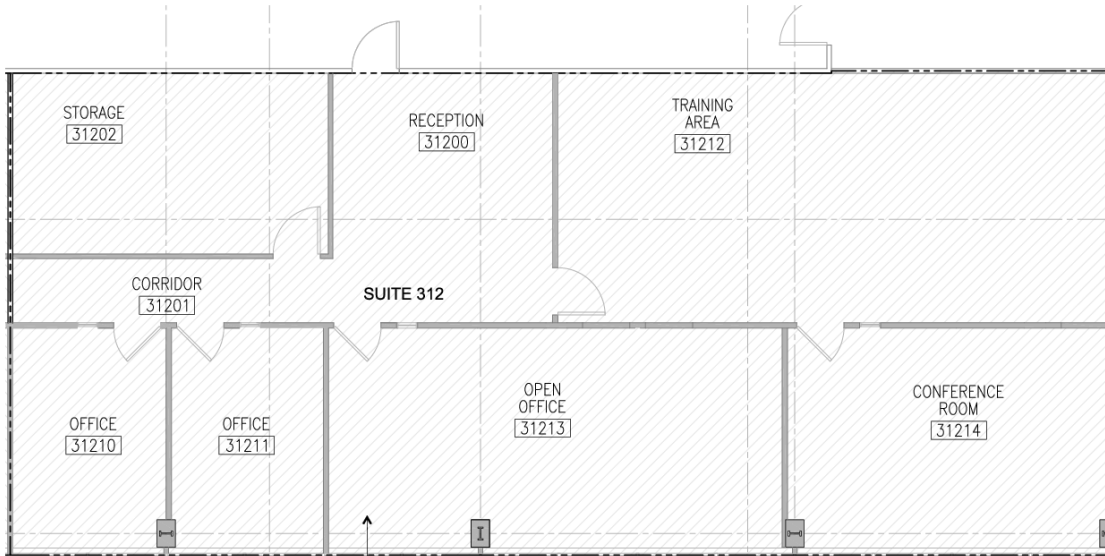 STORAGE
31202
RECEPTION
31200
TRAINING
AREA
31212
CORRIDOR
31201
SUITE 312
OFFICE
31210
OFFICE
31211
OPEN
OFFICE
31213
CONFERENCE
ROOM
31214